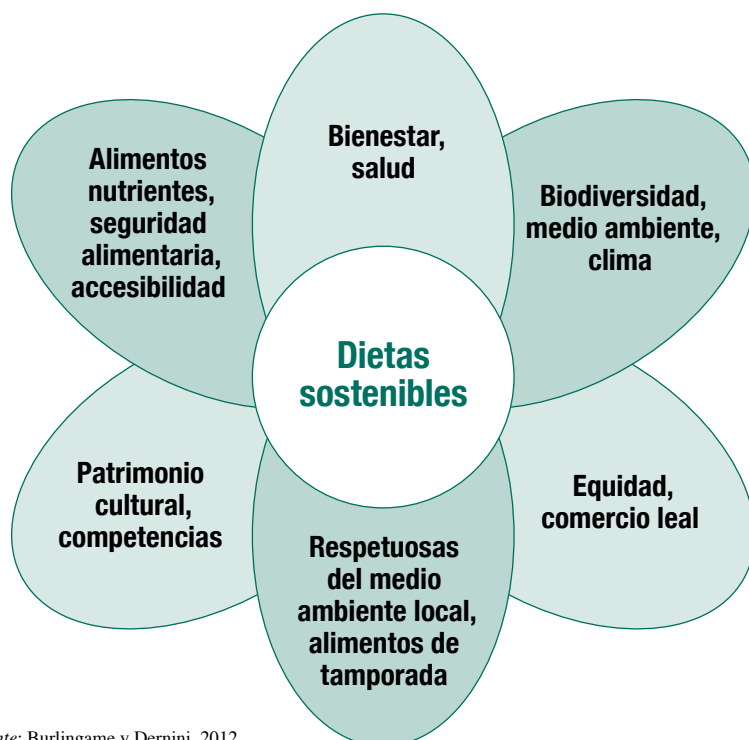 Bienestar,
salud
Alimentos
nutrientes,
seguridad
alimentaria,
accesibilidad
Biodiversidad,
medio ambiente,
clima
Dietas
sostenibles
Patrimonio
cultural,
competencias
Equidad,
comercio leal
Respetuosas
del medio
ambiente local,
alimentos de
tamporada
nte: Burlingame y Dernini, 2012